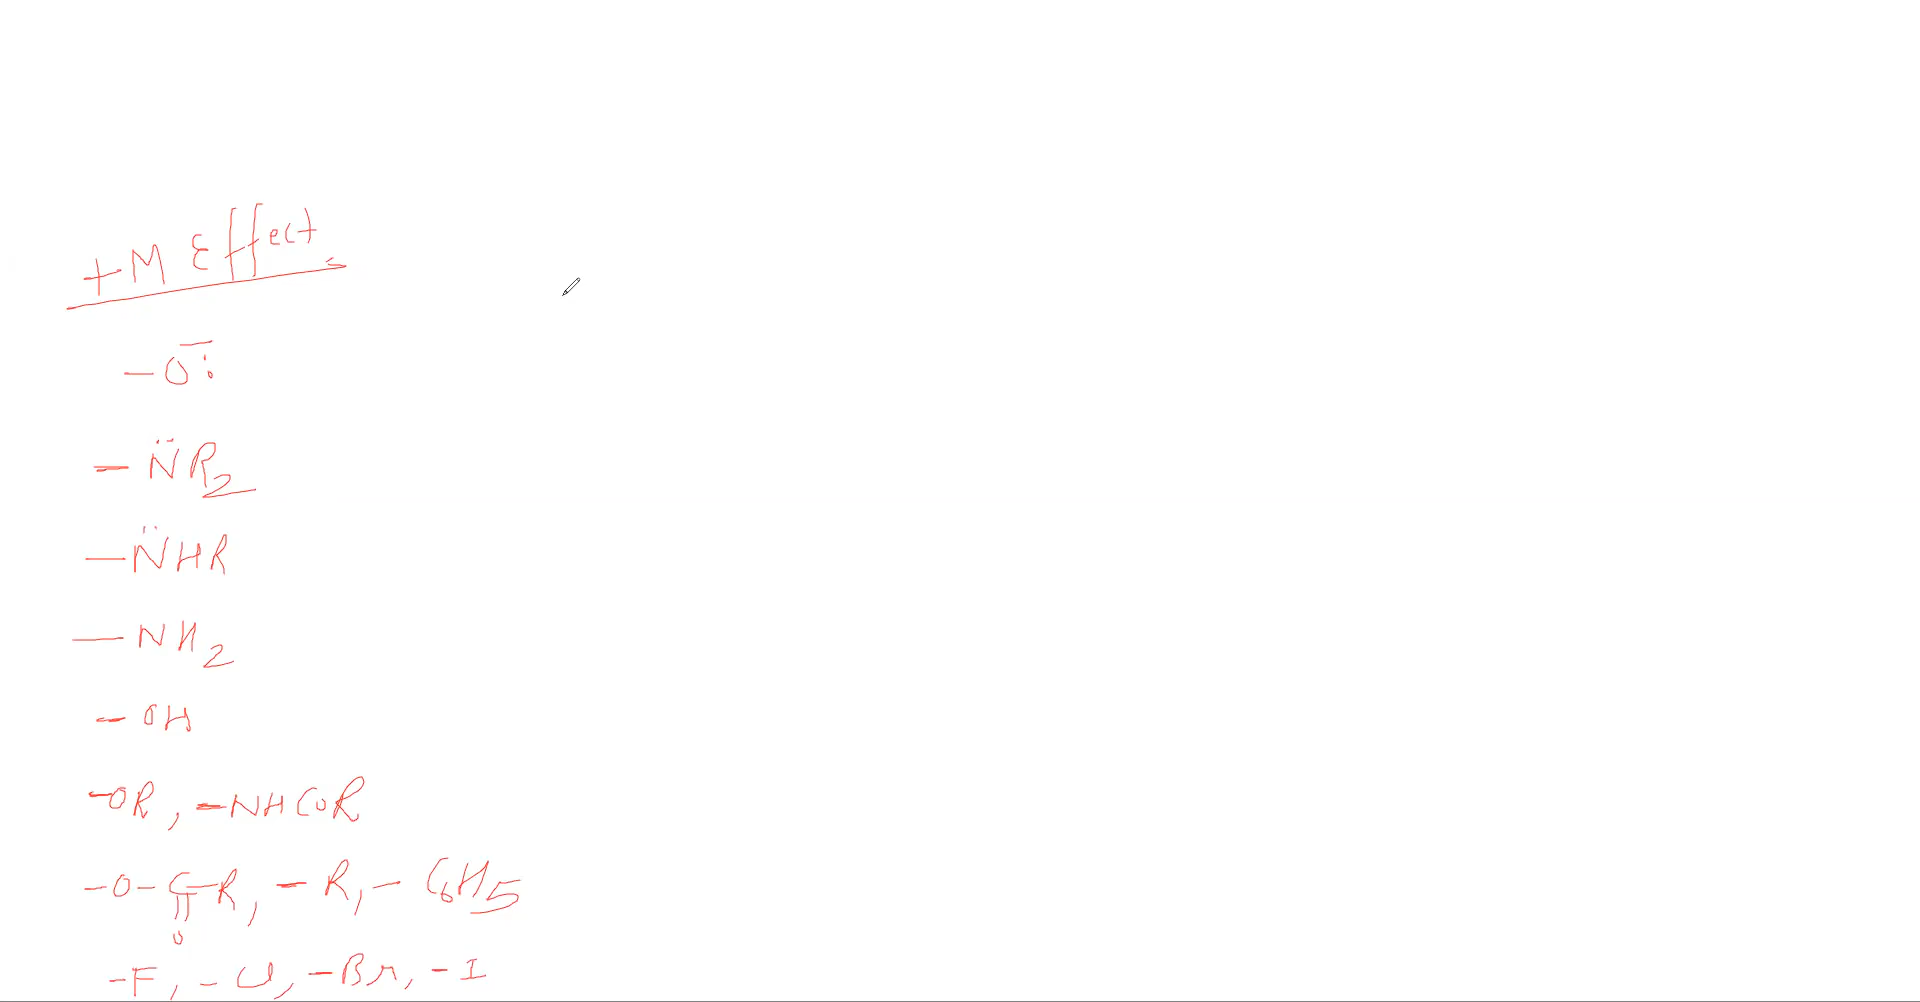 +M Effect
-O⁻:
-N̈R2
-N̈HR
-NH2
-OH
-OR, -NHCOR
-O-C-R, -R, -C6H5
||
O
-F, -Cl, -Br, -I